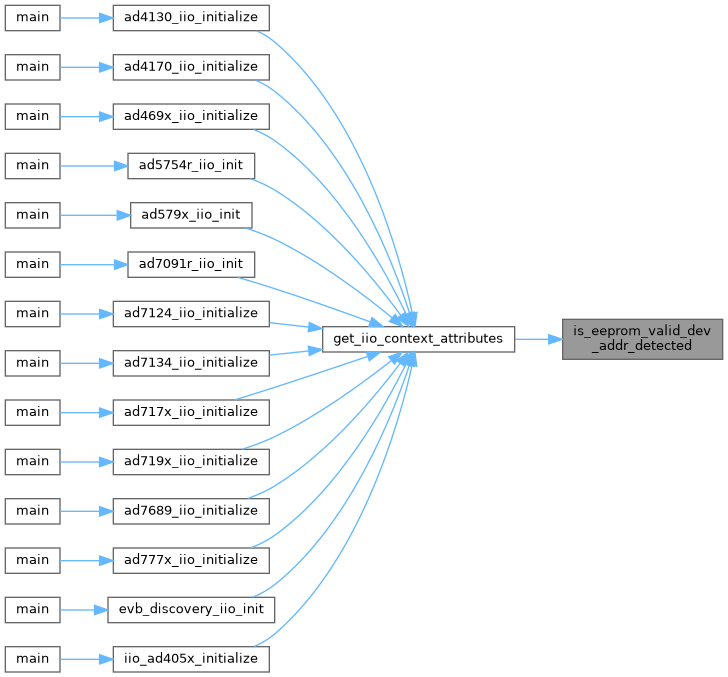 main
ad4130_iio_initialize
main
ad4170_iio_initialize
main
ad469x_iio_initialize
main
ad5754r_iio_init
main
ad579x_iio_init
main
ad7091r_iio_init
main
ad7124_iio_initialize
get_iio_context_attributes
is_eeprom_valid_dev
_addr_detected
main
ad7134_iio_initialize
main
ad717x_iio_initialize
main
ad719x_iio_initialize
main
ad7689_iio_initialize
main
ad777x_iio_initialize
main
evb_discovery_iio_init
main
iio_ad405x_initialize